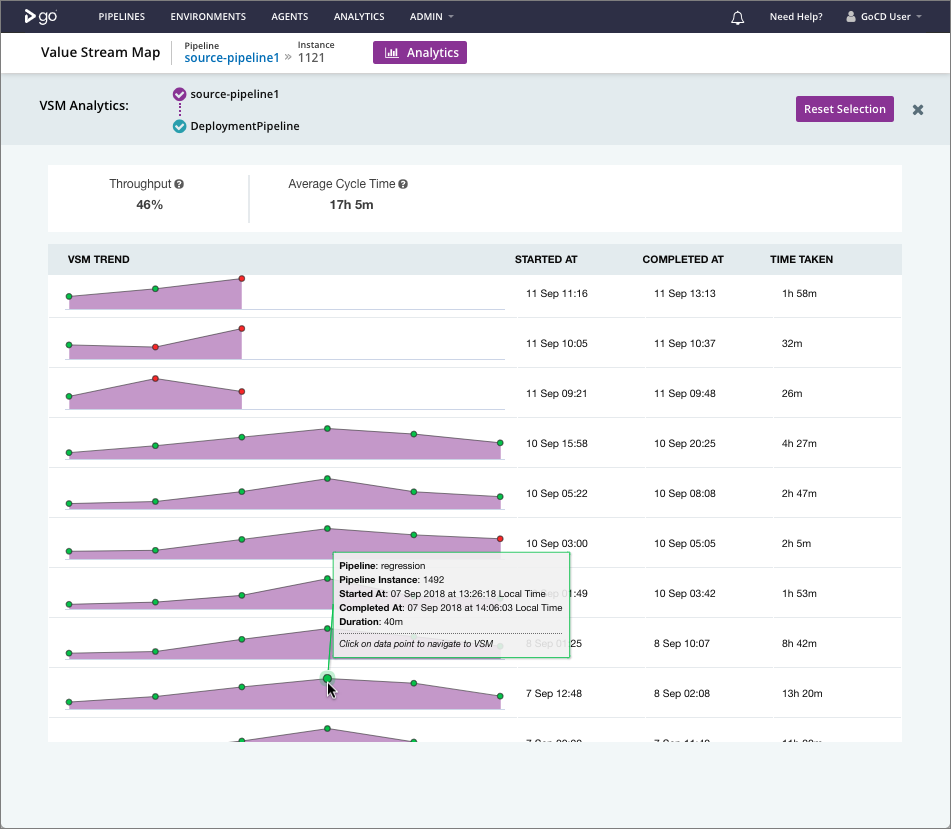 go
PIPELINES ENVIRONMENTS AGENTS ANALYTICS ADMIN Need Help? GoCD User
Value Stream Map
Pipeline
source-pipeline1 »
Instance
1121
Analytics
VSM Analytics:
source-pipeline1
DeploymentPipeline
Reset Selection
Throughput ?
46%
Average Cycle Time ?
17h 5m
VSM TREND STARTED AT COMPLETED AT TIME TAKEN
11 Sep 11:16 11 Sep 13:13 1h 58m
11 Sep 10:05 11 Sep 10:37 32m
11 Sep 09:21 11 Sep 09:48 26m
10 Sep 15:58 10 Sep 20:25 4h 27m
10 Sep 05:22 10 Sep 08:08 2h 47m
10 Sep 03:00 10 Sep 05:05 2h 5m
Pipeline: regression
Pipeline Instance: 1492
Started At: 07 Sep 2018 at 13:26:18 Local Time
Completed At: 07 Sep 2018 at 14:06:03 Local Time
Duration: 40m
Click on data point to navigate to VSM
:49 10 Sep 03:42 1h 53m
8 Sep 01:25 8 Sep 10:07 8h 42m
7 Sep 12:48 8 Sep 02:08 13h 20m
7 Sep 7 Sep